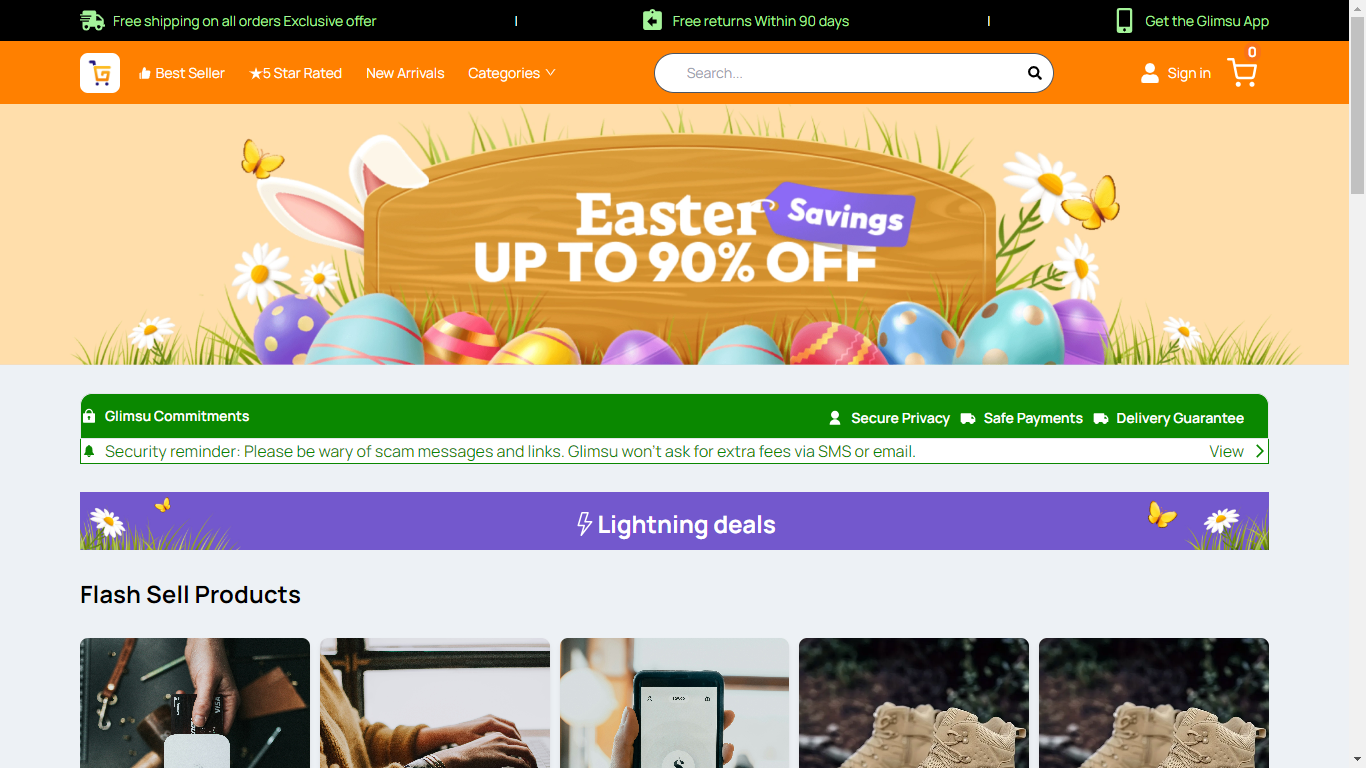 Free shipping on all orders Exclusive offer
Free returns Within 90 days
Get the Glimsu App
Best Seller
★5 Star Rated
New Arrivals
Categories
Search...
Sign in
0
Easter
Savings
UP TO 90% OFF
Glimsu Commitments
Secure Privacy
Safe Payments
Delivery Guarantee
Security reminder: Please be wary of scam messages and links. Glimsu won't ask for extra fees via SMS or email.
View
Lightning deals
Flash Sell Products
VISA